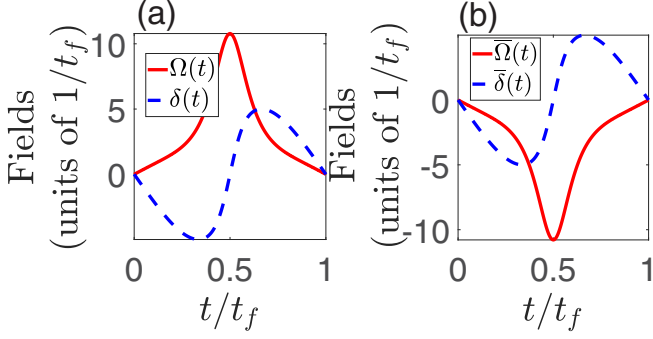 (a)
10
5
0
Ω(t)
δ(t)
Fields
(units of 1/t_f)
0
0.5
1
t/t_f
(b)
0
-5
-10
Ω̅(t)
δ̅(t)
Fields
(units of 1/t_f)
0
0.5
1
t/t_f